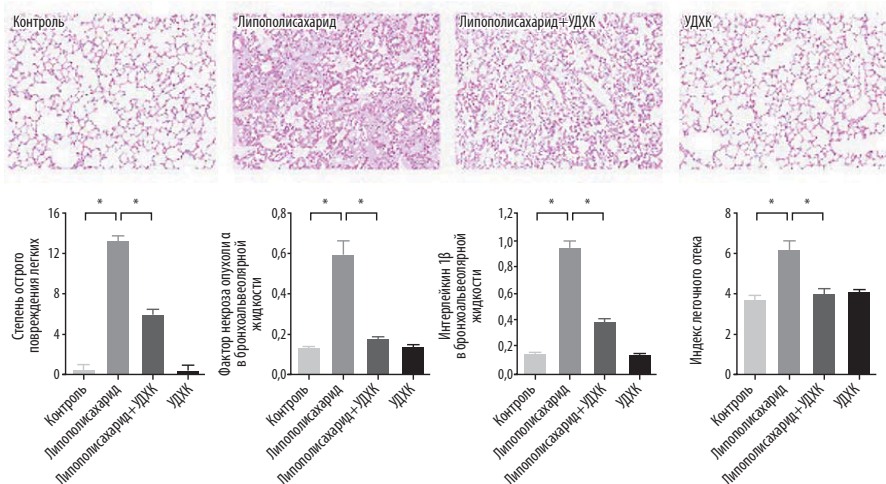 Контроль
Липополисахарид
Липополисахарид+УДХК
УДХК
* *
Степень острого
повреждения легких
16
12
8
4
0
Контроль
Липополисахарид
Липополисахарид+УДХК
УДХК
* *
Фактор некроза опухоли α
в бронхоальвеолярной
жидкости
0,8
0,6
0,4
0,2
0,0
Контроль
Липополисахарид
Липополисахарид+УДХК
УДХК
* *
Интерлейкин 1β
в бронхоальвеолярной
жидкости
1,2
1,0
0,8
0,6
0,4
0,2
0,0
Контроль
Липополисахарид
Липополисахарид+УДХК
УДХК
* *
Индекс легочного отека
8
6
4
2
0
Контроль
Липополисахарид
Липополисахарид+УДХК
УДХК